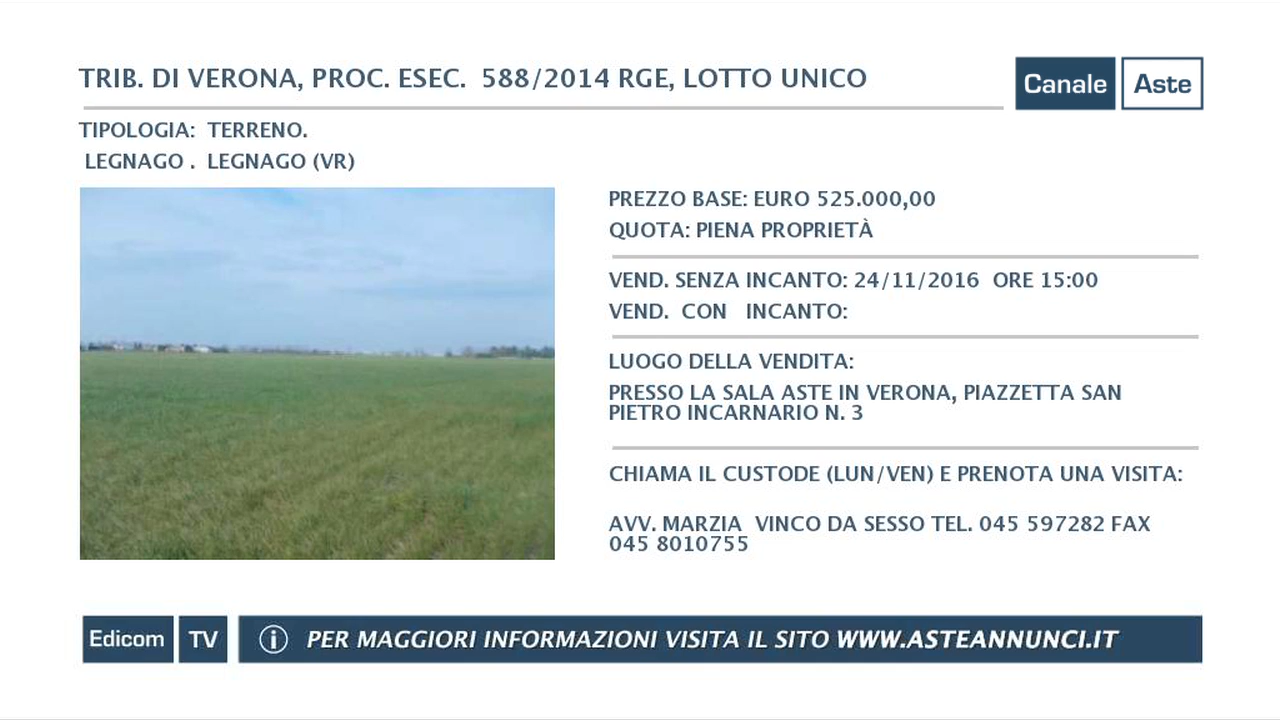 TRIB. DI VERONA, PROC. ESEC.  588/2014 RGE, LOTTO UNICO
Canale Aste
TIPOLOGIA:  TERRENO.
LEGNAGO .  LEGNAGO (VR)
PREZZO BASE: EURO 525.000,00
QUOTA: PIENA PROPRIETÀ
VEND. SENZA INCANTO: 24/11/2016  ORE 15:00
VEND.  CON   INCANTO:
LUOGO DELLA VENDITA:
PRESSO LA SALA ASTE IN VERONA, PIAZZETTA SAN
PIETRO INCARNARIO N. 3
CHIAMA IL CUSTODE (LUN/VEN) E PRENOTA UNA VISITA:
AVV. MARZIA  VINCO DA SESSO TEL. 045 597282 FAX
045 8010755
Edicom TV
PER MAGGIORI INFORMAZIONI VISITA IL SITO WWW.ASTEANNUNCI.IT